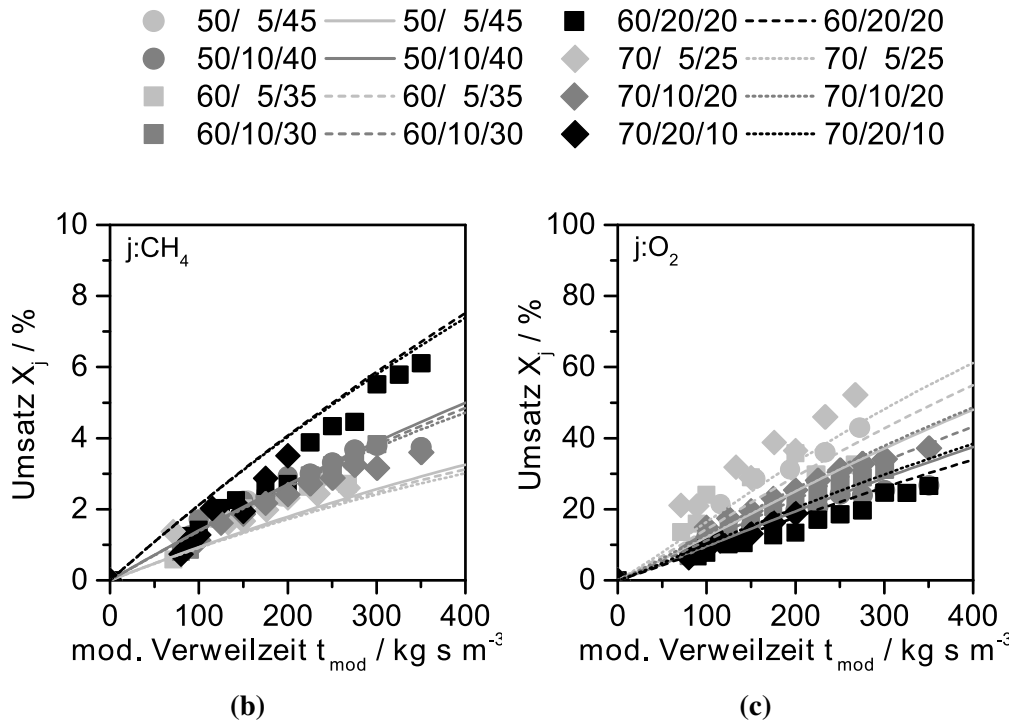 50/ 5/45 50/ 5/45 60/20/20 60/20/20
50/10/40 50/10/40 70/ 5/25 70/ 5/25
60/ 5/35 60/ 5/35 70/10/20 70/10/20
60/10/30 60/10/30 70/20/10 70/20/10
Umsatz X_j / %
10
8
6
4
2
0
j:CH₄
0 100 200 300 400
mod. Verweilzeit t_mod / kg s m⁻³
(b)
Umsatz X_j / %
100
80
60
40
20
0
j:O₂
0 100 200 300 400
mod. Verweilzeit t_mod / kg s m⁻³
(c)